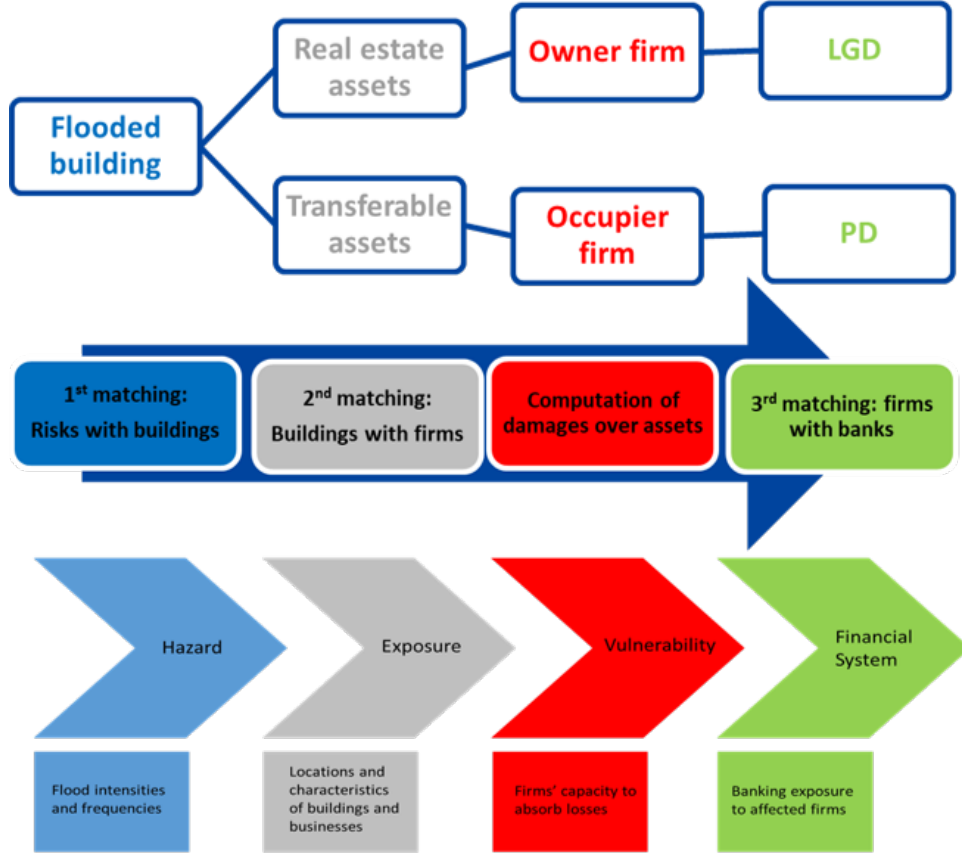 Real estate
assets
Owner firm
LGD
Flooded
building
Transferable
assets
Occupier
firm
PD
1st matching:
Risks with buildings
2nd matching:
Buildings with firms
Computation of
damages over assets
3rd matching: firms
with banks
Hazard
Exposure
Vulnerability
Financial
System
Flood intensities
and frequencies
Locations and
characteristics
of buildings and
businesses
Firms' capacity to
absorb losses
Banking exposure
to affected firms